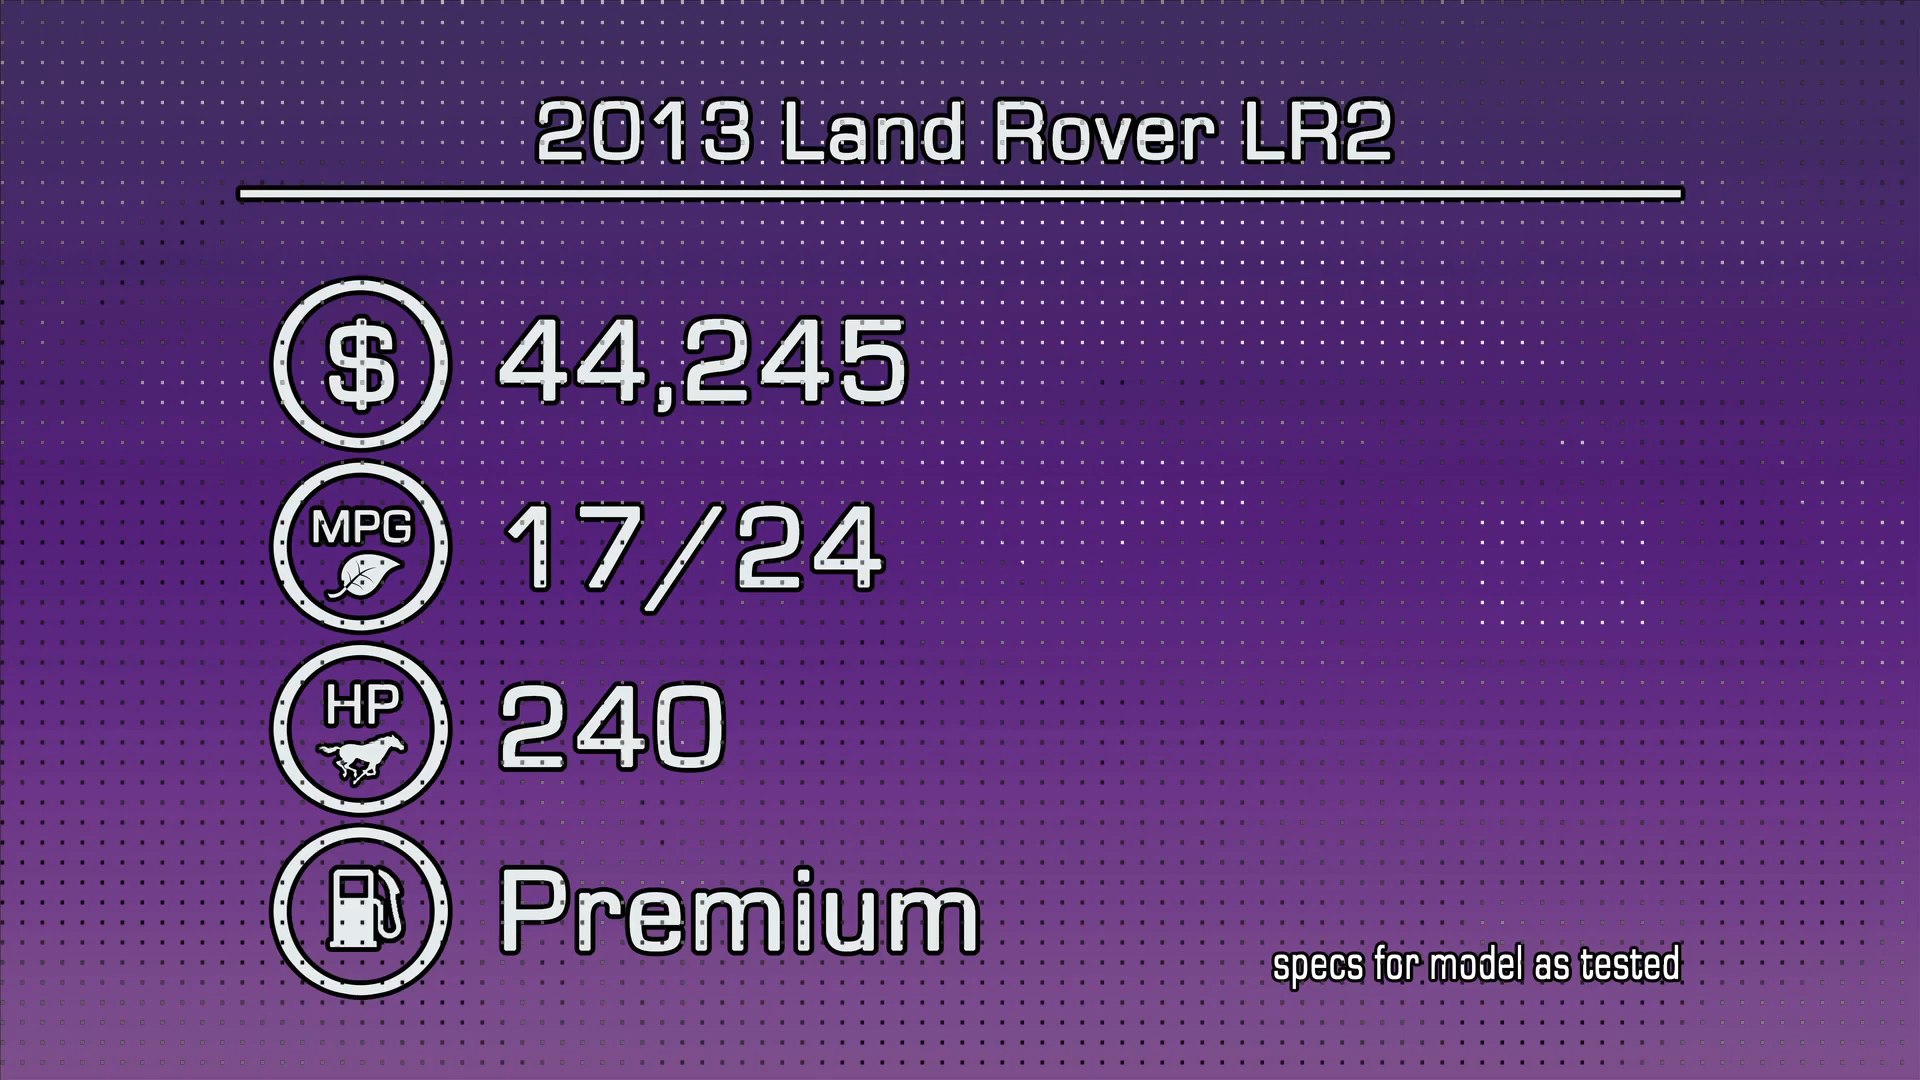 2013 Land Rover LR2
$ 44,245
MPG 17/24
HP 240
Premium
specs for model as tested